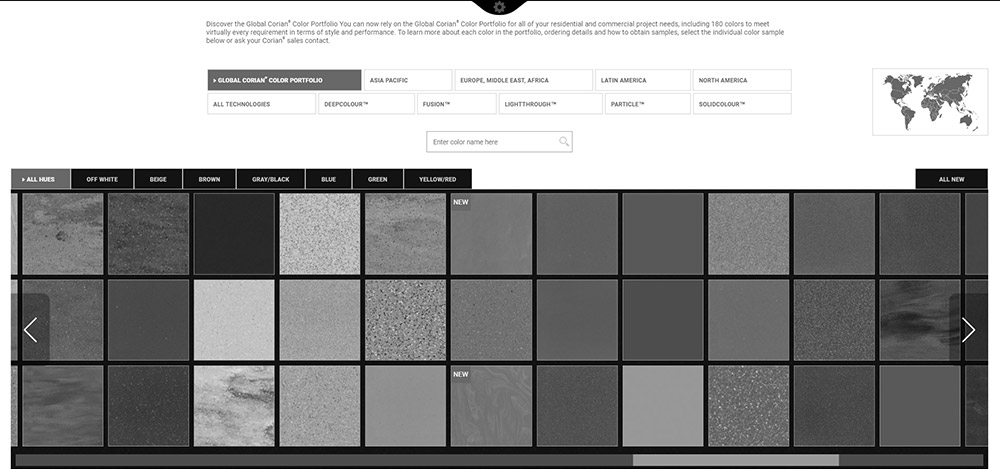 Discover the Global Corian® Color Portfolio You can now rely on the Global Corian® Color Portfolio for all of your residential and commercial project needs, including 180 colors to meet
virtually every requirement in terms of style and performance. To learn more about each color in the portfolio, ordering details and how to obtain samples, select the individual color sample
below or ask your Corian® sales contact.
GLOBAL CORIAN® COLOR PORTFOLIO ASIA PACIFIC EUROPE, MIDDLE EAST, AFRICA LATIN AMERICA NORTH AMERICA
ALL TECHNOLOGIES DEEPCOLOUR™ FUSION™ LIGHTTHROUGH™ PARTICLE™ SOLIDCOLOUR™
Enter color name here
ALL HUES OFF WHITE BEIGE BROWN GRAY/BLACK BLUE GREEN YELLOW/RED ALL NEW
NEW
NEW